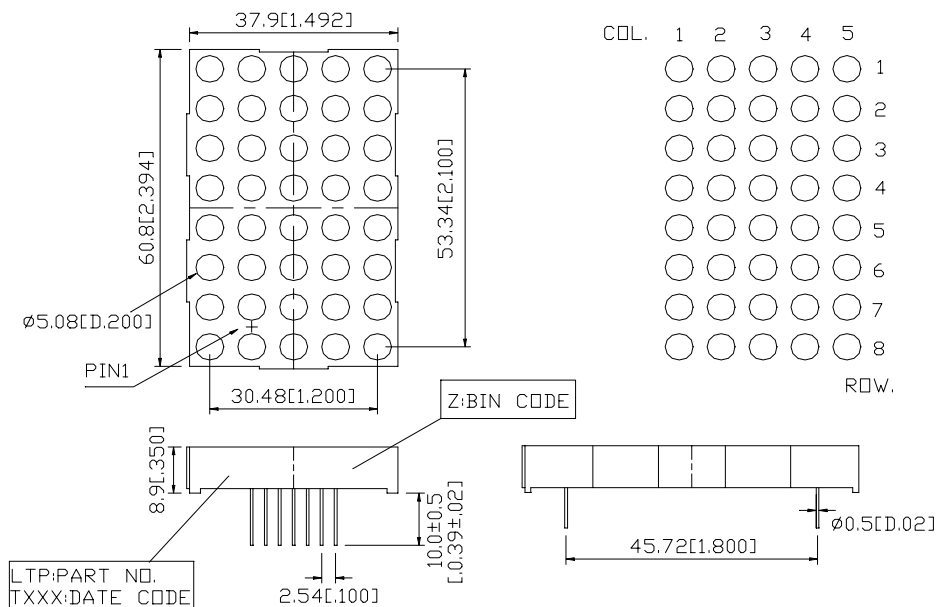 37.9[1.492]
60.8[2.394]
53.34[2.100]
Ø5.08[0.200]
PIN1
30.48[1.200]
COL. 1 2 3 4 5
1
2
3
4
5
6
7
8
ROW.
Z:BIN CODE
8.9[.350]
10.0±0.5
[.0.39±.02]
2.54[.100]
LTP:PART NO.
TXXX:DATE CODE
45.72[1.800]
Ø0.5[0.02]